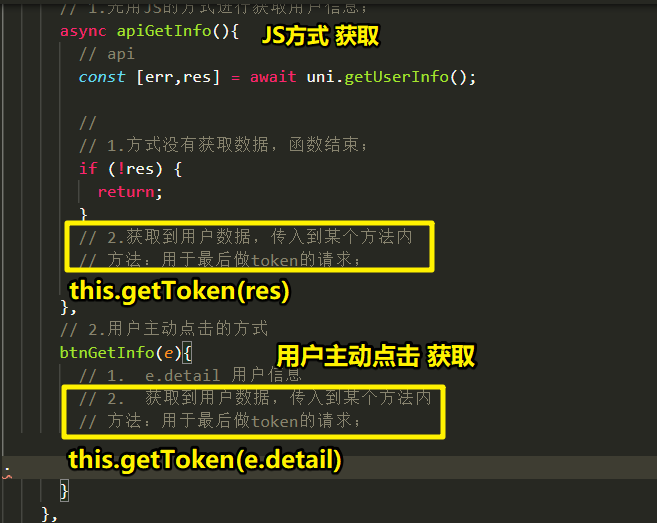 // 1.先用JS的方式进行获取用户信息；
async apiGetInfo(){
JS方式 获取
// api
const [err,res] = await uni.getUserInfo();
//
// 1.方式没有获取数据，函数结束；
if (!res) {
return;
}
// 2.获取到用户数据，传入到某个方法内
// 方法：用于最后做token的请求；
this.getToken(res)
},
// 2.用户主动点击的方式
btnGetInfo(e){
用户主动点击 获取
// 1. e.detail 用户信息
// 2. 获取到用户数据，传入到某个方法内
// 方法：用于最后做token的请求；
this.getToken(e.detail)
.
}
},